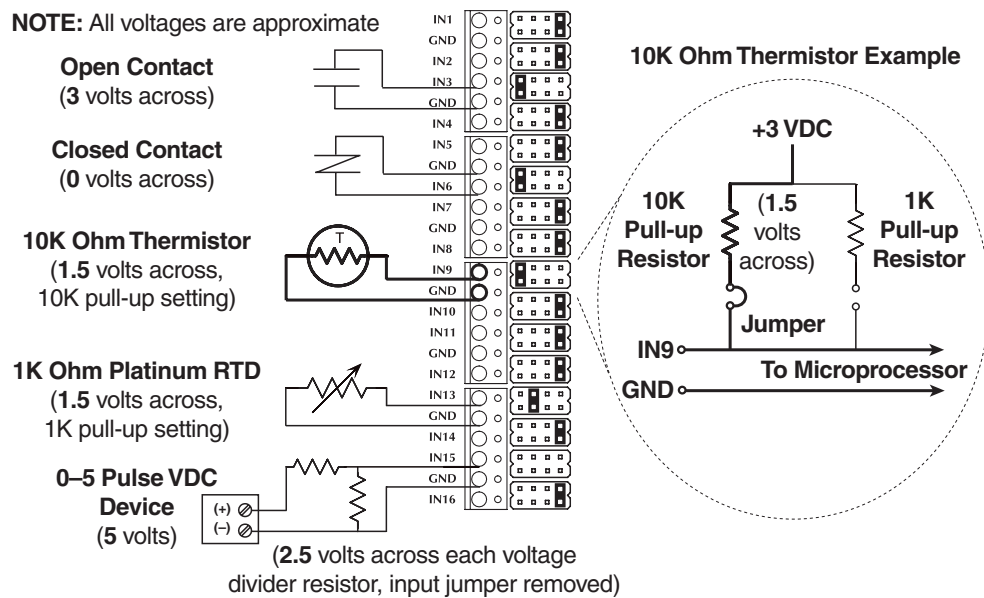 NOTE: All voltages are approximate
Open Contact
(3 volts across)
Closed Contact
(0 volts across)
10K Ohm Thermistor
(1.5 volts across,
10K pull-up setting)
T
1K Ohm Platinum RTD
(1.5 volts across,
1K pull-up setting)
0–5 Pulse VDC
Device
(5 volts)
(+)
(–)
(2.5 volts across each voltage
divider resistor, input jumper removed)
IN1
GND
IN2
IN3
GND
IN4
IN5
GND
IN6
IN7
GND
IN8
IN9
GND
IN10
IN11
GND
IN12
IN13
GND
IN14
IN15
GND
IN16
10K Ohm Thermistor Example
+3 VDC
10K
Pull-up
Resistor
(1.5
volts
across)
1K
Pull-up
Resistor
Jumper
IN9
To Microprocessor
GND